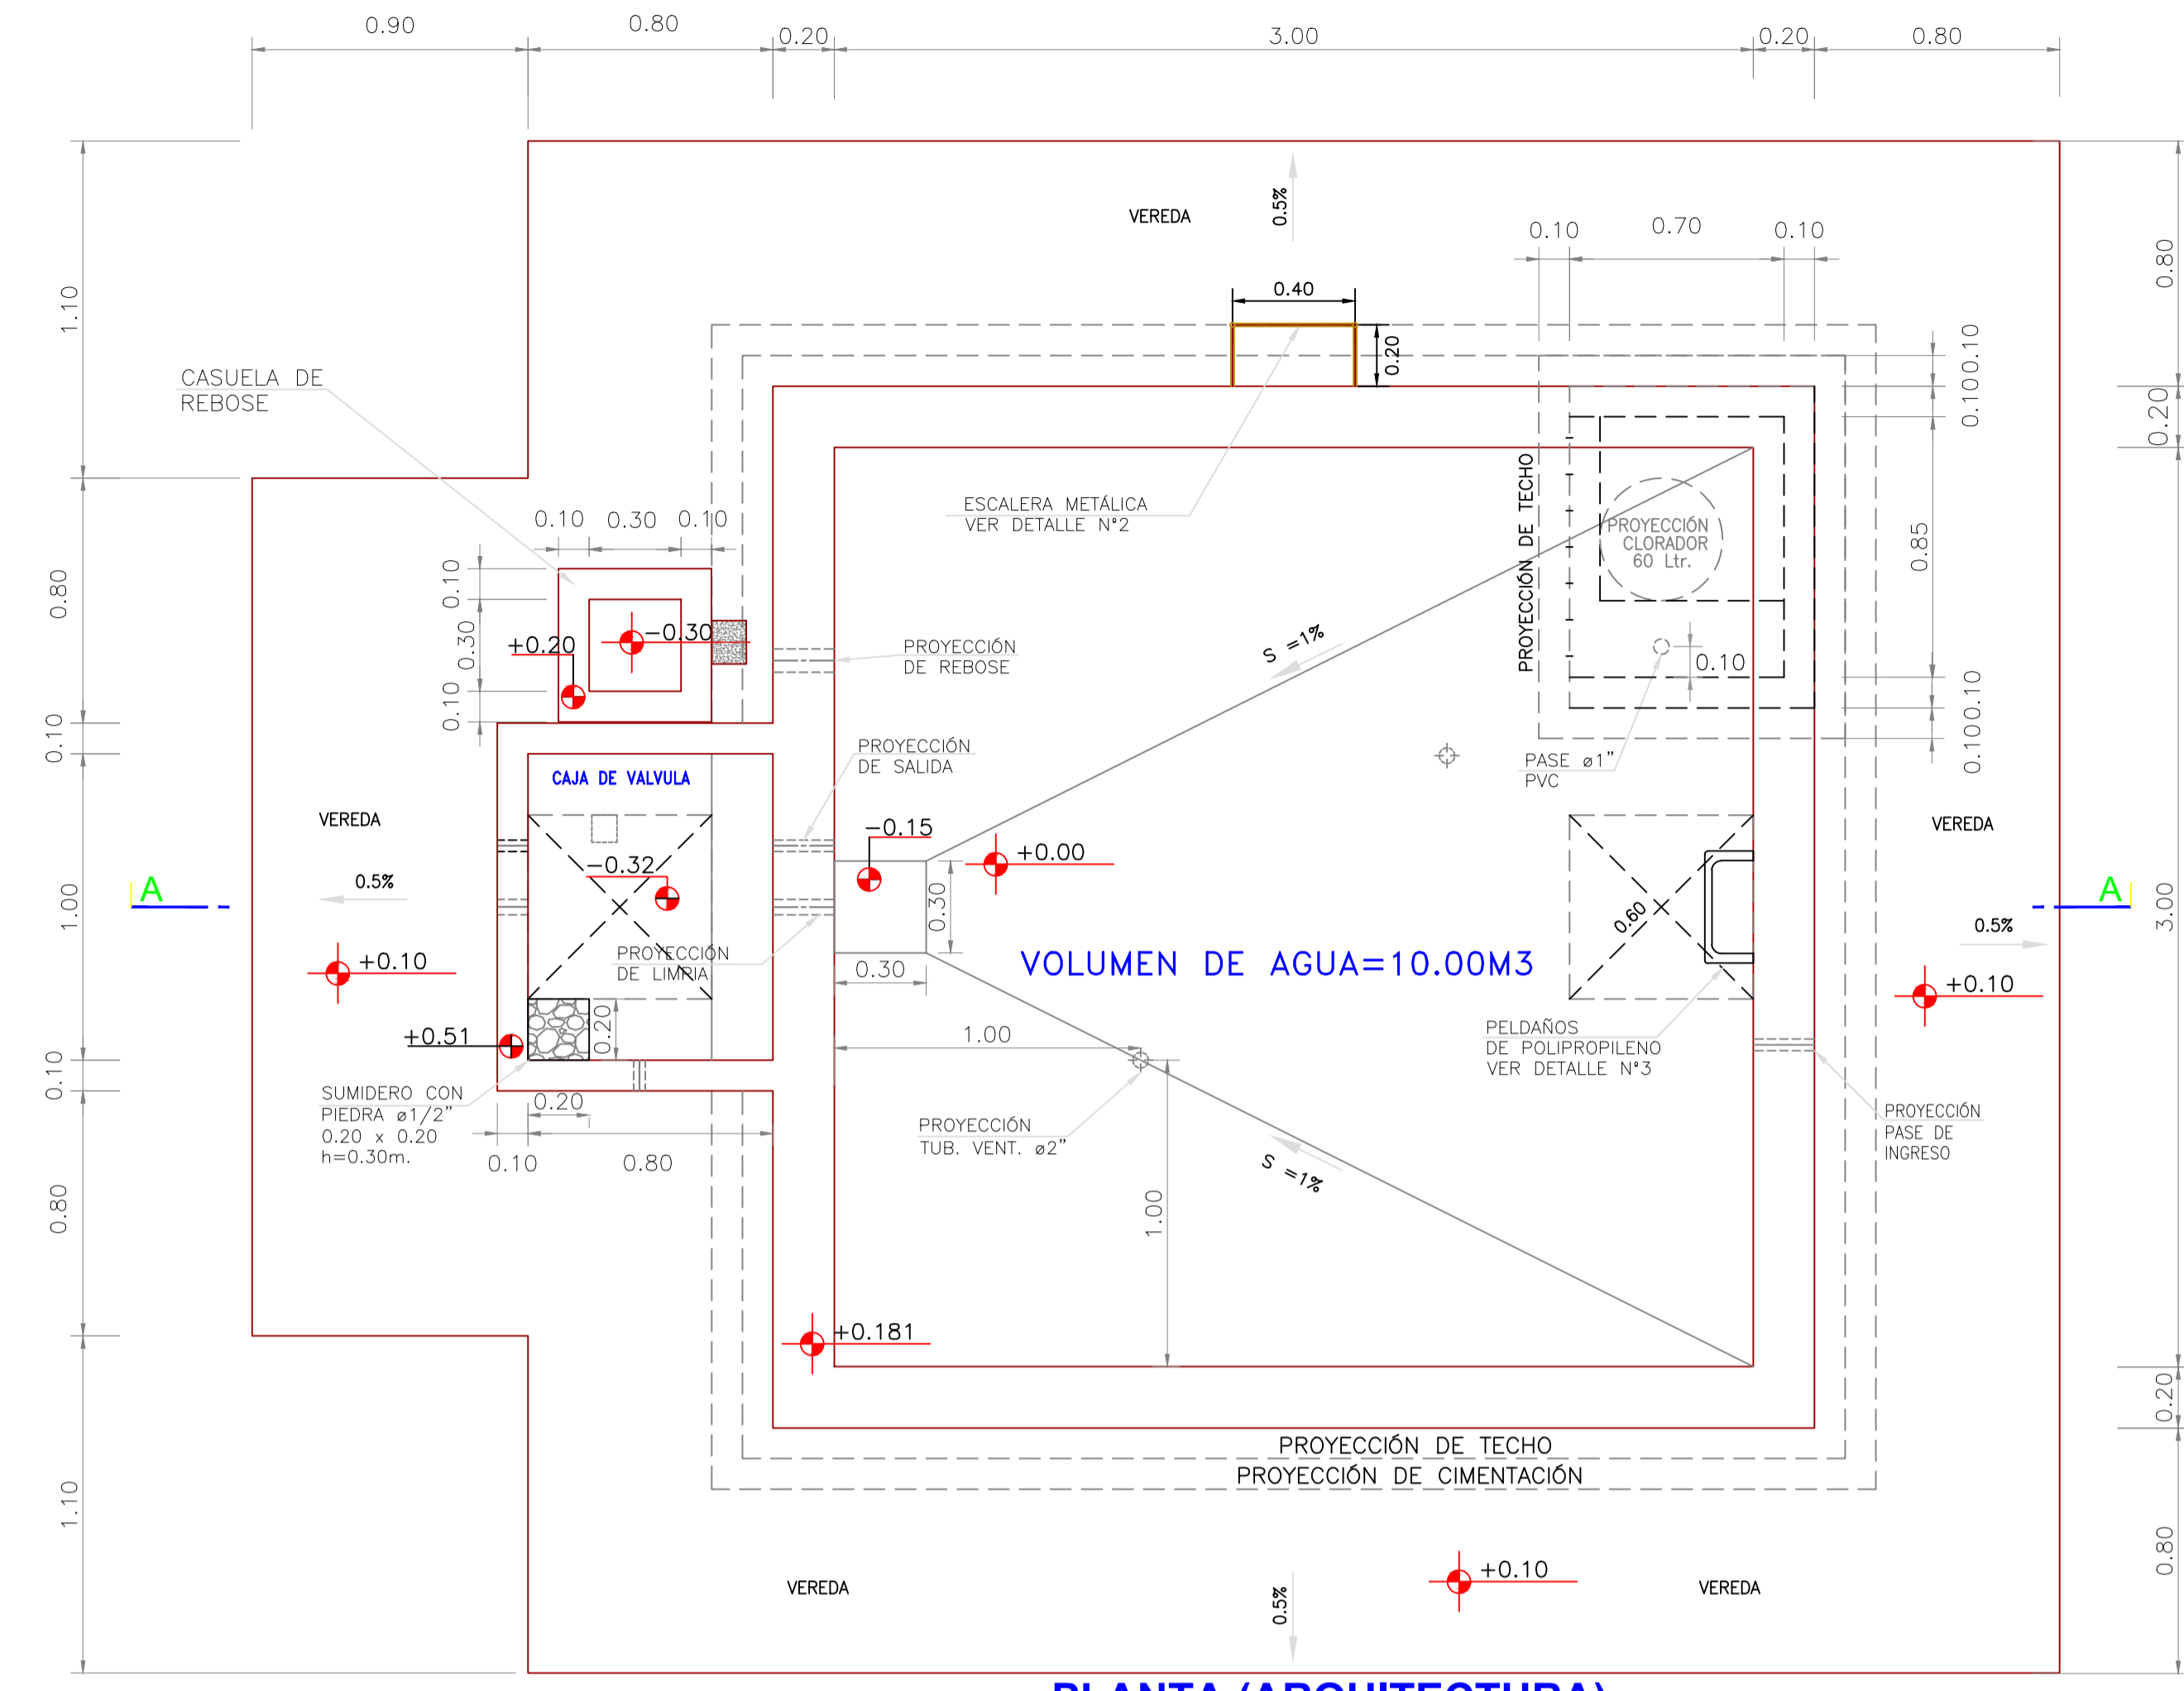 0.90
0.80
0.20
3.00
0.20
0.80
VEREDA
0.5%
0.10
0.70
0.10
0.80
1.10
0.40
0.20
0.10
0.10
0.20
CASUELA DE
REBOSE
ESCALERA METÁLICA
VER DETALLE N°2
PROYECCIÓN DE TECHO
PROYECCIÓN
CLORADOR
60 Ltr.
0.85
0.10
0.30
0.10
0.10
0.30
0.10
0.80
+0.20
-0.30
PROYECCIÓN
DE REBOSE
S =1%
0.10
0.10
0.10
0.10
PROYECCIÓN
DE SALIDA
PASE ø1"
PVC
CAJA DE VALVULA
VEREDA
VEREDA
-0.15
+0.00
-0.32
0.5%
A
A
1.00
0.30
0.60
3.00
0.5%
PROYECCIÓN
DE LIMPIA
+0.10
0.30
VOLUMEN DE AGUA=10.00M3
+0.10
+0.51
0.20
1.00
PELDAÑOS
DE POLIPROPILENO
VER DETALLE N°3
0.10
SUMIDERO CON
PIEDRA ø1/2"
0.20 x 0.20
h=0.30m.
0.20
0.10
0.80
PROYECCIÓN
TUB. VENT. ø2"
PROYECCIÓN
PASE DE
INGRESO
S =1%
0.80
1.00
+0.181
0.20
PROYECCIÓN DE TECHO
PROYECCIÓN DE CIMENTACIÓN
1.10
0.80
+0.10
VEREDA
0.5%
VEREDA
PLANTA (ARQUITECTURA)